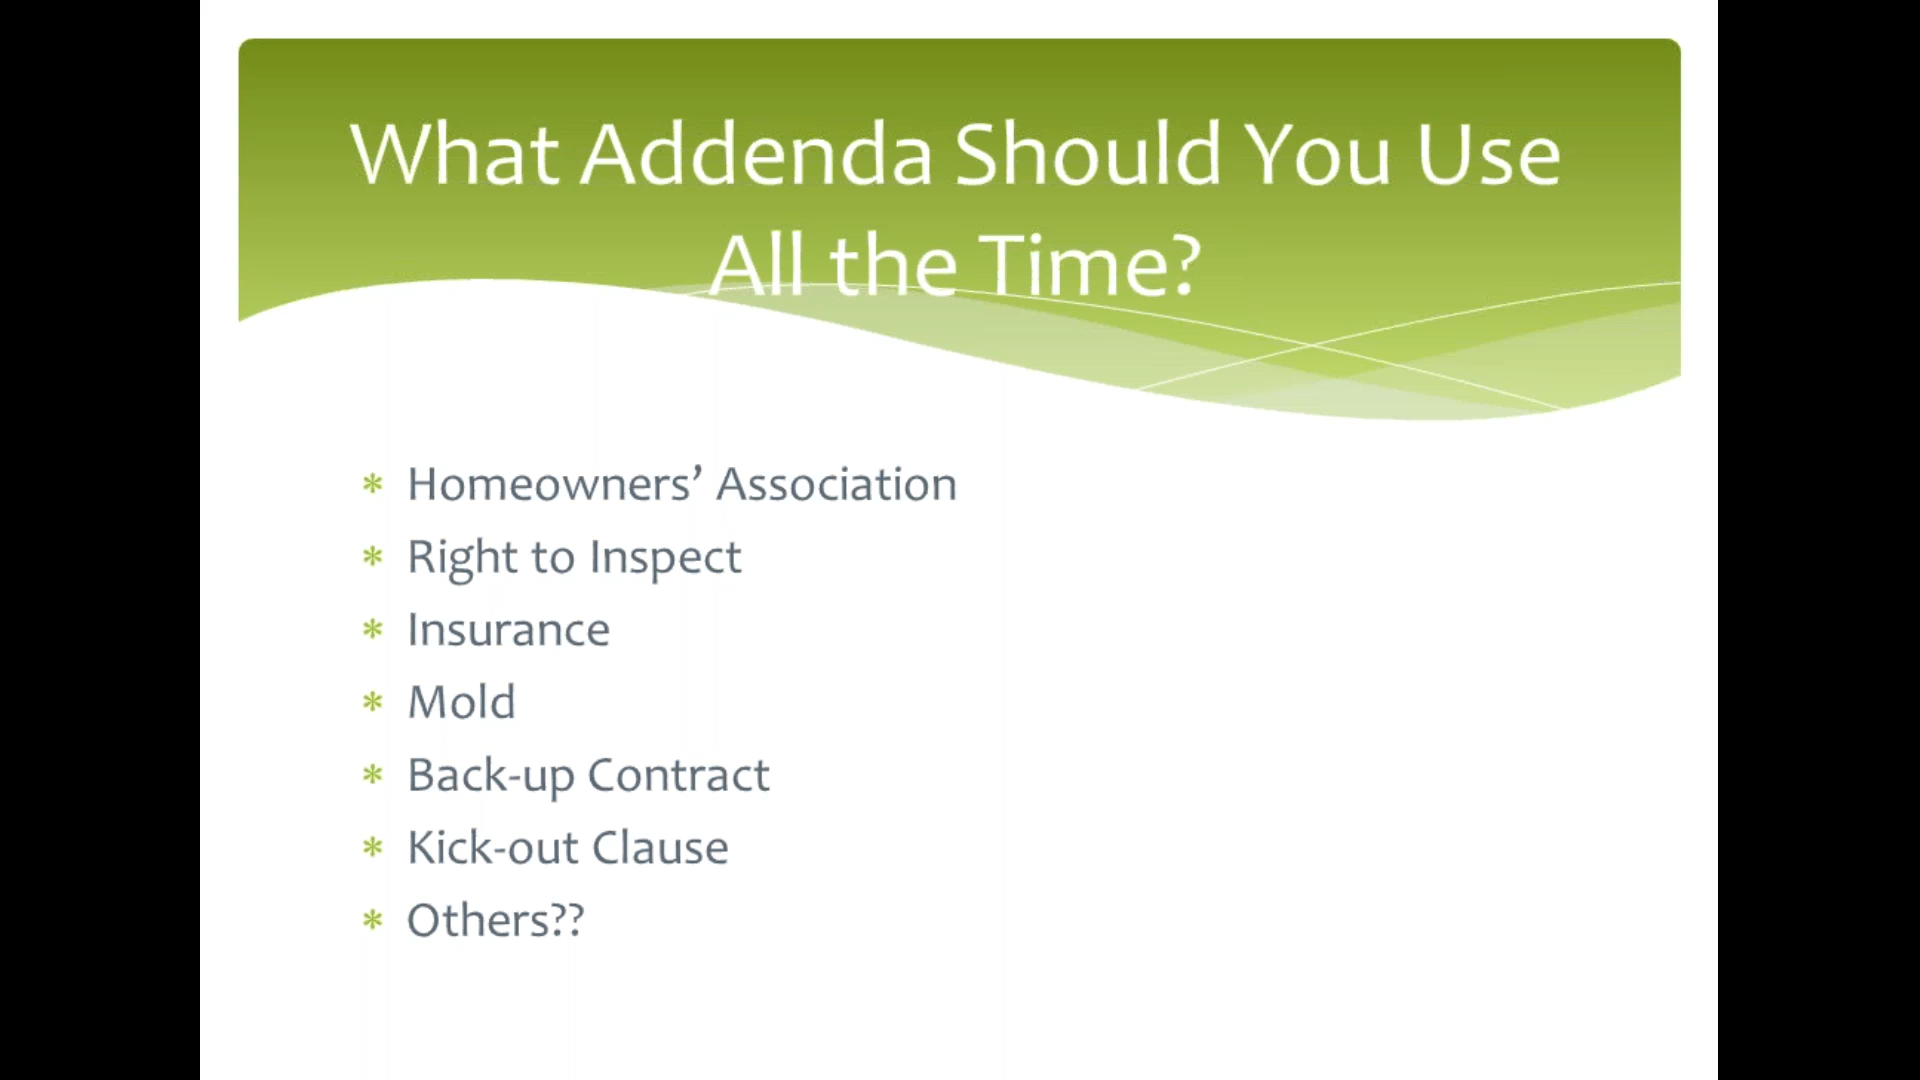 What Addenda Should You Use
All the Time?
* Homeowners’ Association
* Right to Inspect
* Insurance
* Mold
* Back-up Contract
* Kick-out Clause
* Others??